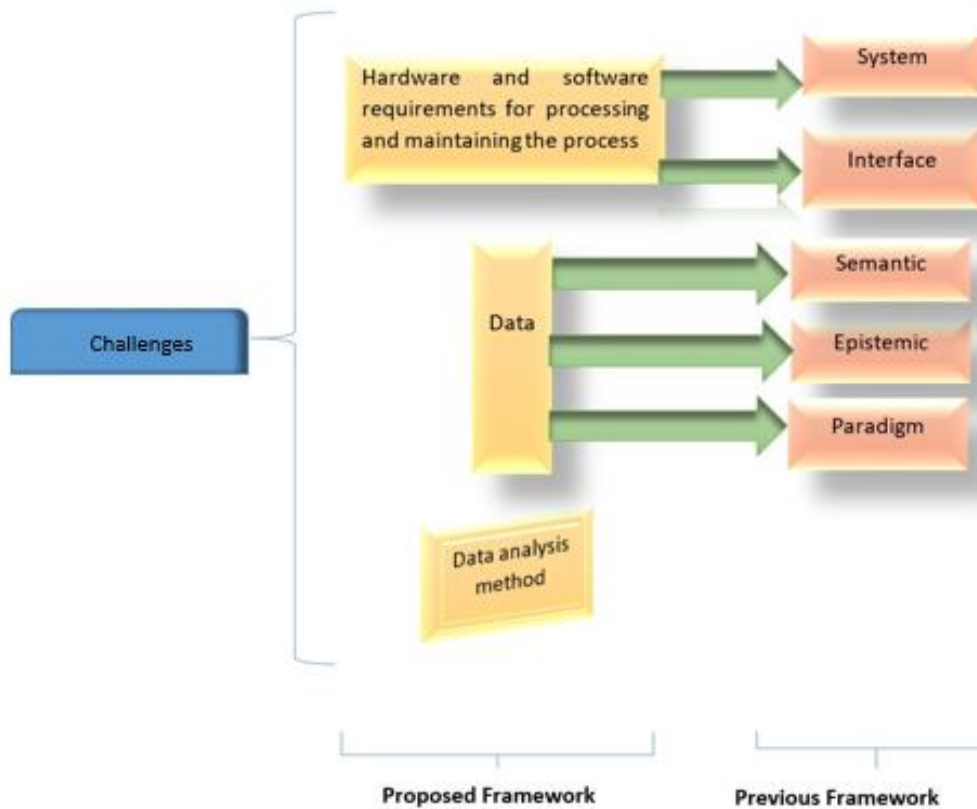 Hardware and software
requirements for processing
and maintaining the process
System
Interface
Challenges
Data
Semantic
Epistemic
Paradigm
Data analysis
method
Proposed Framework
Previous Framework